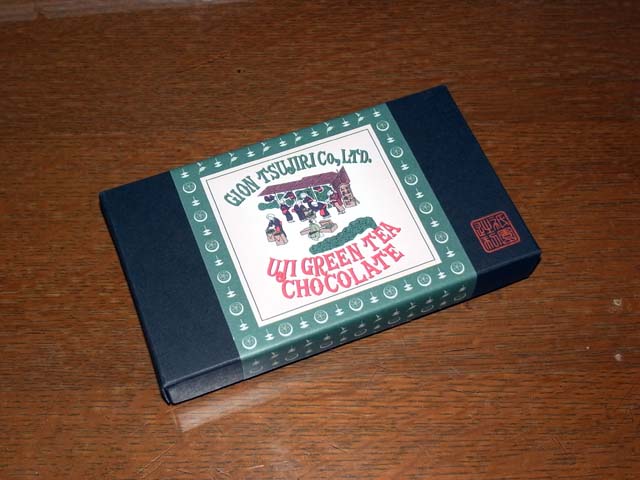 GION TSUJIRI CO., LTD.
UJI GREEN TEA
CHOCOLATE